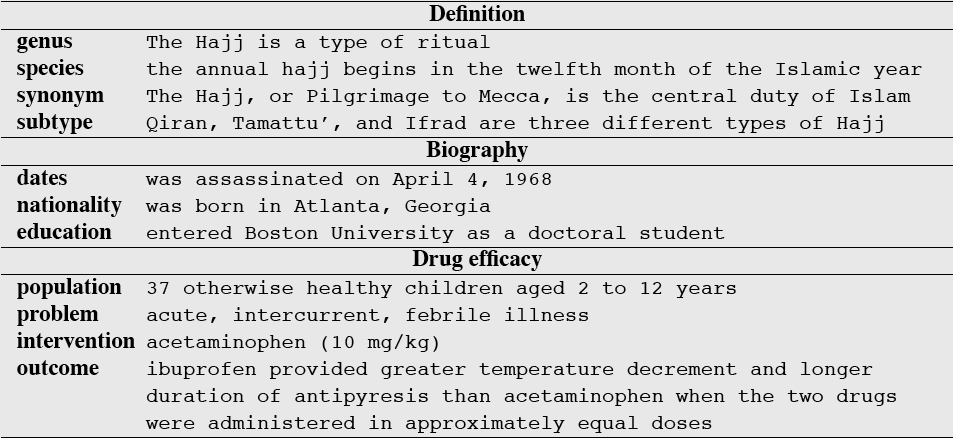 Definition
genus The Hajj is a type of ritual
species the annual hajj begins in the twelfth month of the Islamic year
synonym The Hajj, or Pilgrimage to Mecca, is the central duty of Islam
subtype Qiran, Tamattu', and Ifrad are three different types of Hajj
Biography
dates was assassinated on April 4, 1968
nationality was born in Atlanta, Georgia
education entered Boston University as a doctoral student
Drug efficacy
population 37 otherwise healthy children aged 2 to 12 years
problem acute, intercurrent, febrile illness
intervention acetaminophen (10 mg/kg)
outcome ibuprofen provided greater temperature decrement and longer
duration of antipyresis than acetaminophen when the two drugs
were administered in approximately equal doses